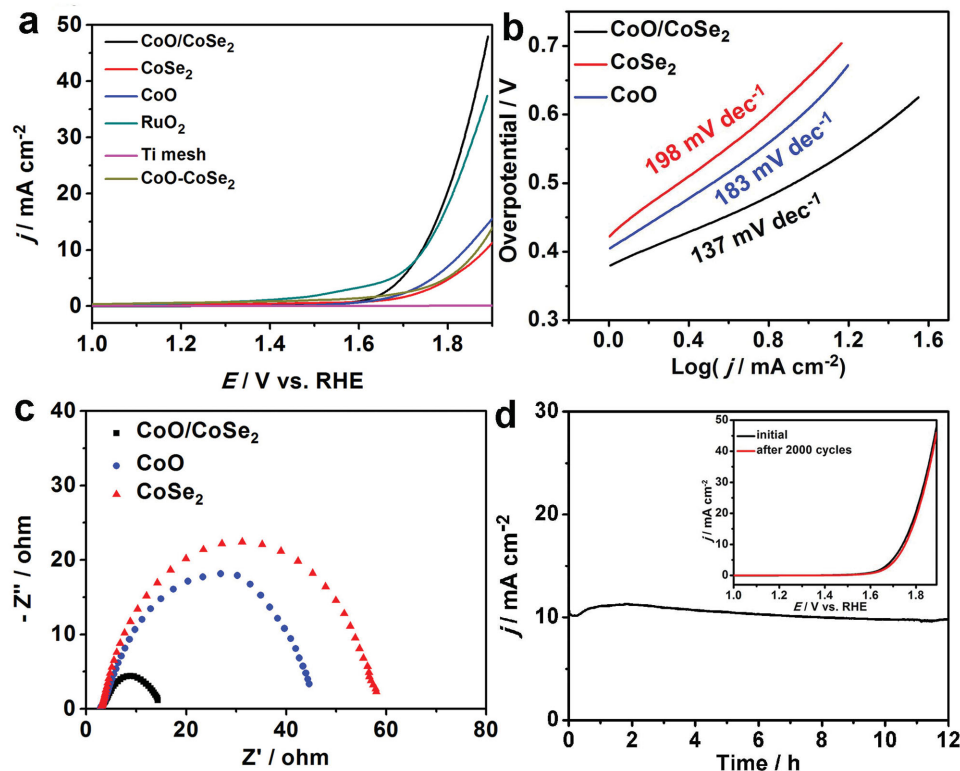 a
50
40
30
20
10
0
j / mA cm⁻²
CoO/CoSe₂
CoSe₂
CoO
RuO₂
Ti mesh
CoO-CoSe₂
1.0
1.2
1.4
1.6
1.8
E / V vs. RHE
b
0.7
0.6
0.5
0.4
0.3
Overpotential / V
CoO/CoSe₂
CoSe₂
CoO
198 mV dec⁻¹
183 mV dec⁻¹
137 mV dec⁻¹
0.0
0.4
0.8
1.2
1.6
Log( j / mA cm⁻²)
c
40
30
20
10
0
- Z'' / ohm
CoO/CoSe₂
CoO
CoSe₂
0
20
40
60
80
Z' / ohm
d
30
25
20
15
10
5
0
j / mA cm⁻²
50
40
30
20
10
0
j / mA cm⁻²
initial
after 2000 cycles
1.0
1.2
1.4
1.6
1.8
E / V vs. RHE
0
2
4
6
8
10
12
Time / h